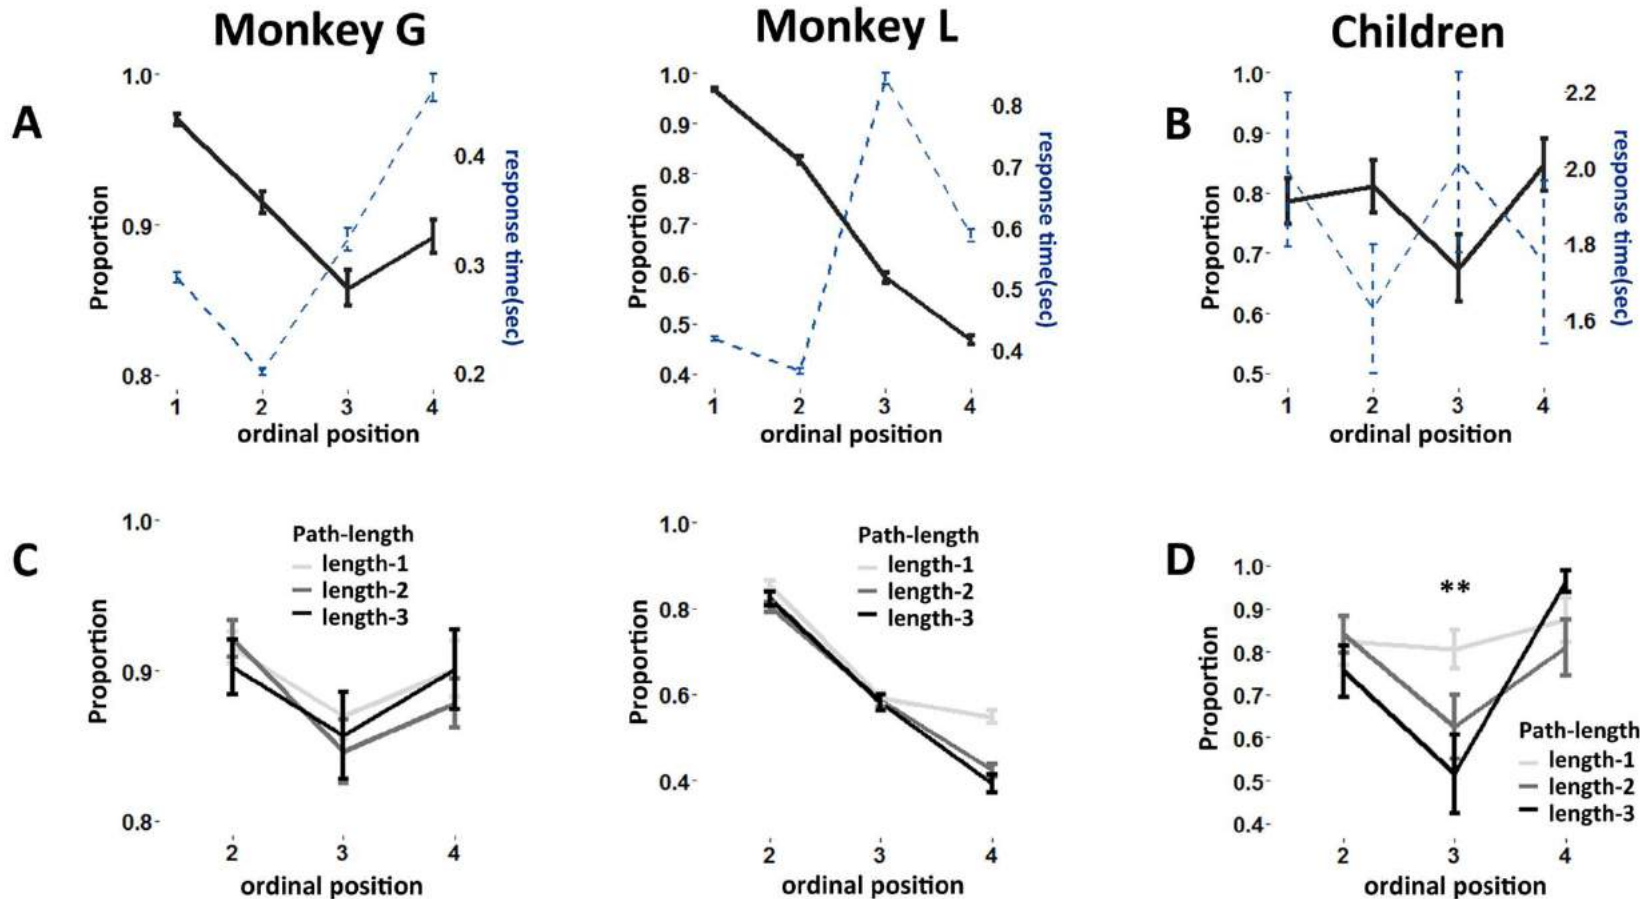 Monkey G
Monkey L
Children
A
1.0
0.9
0.8
Proportion
1 2 3 4
ordinal position
0.4
0.3
0.2
response time(sec)
1.0
0.9
0.8
0.7
0.6
0.5
0.4
Proportion
1 2 3 4
ordinal position
0.8
0.7
0.6
0.5
0.4
response time(sec)
B
1.0
0.9
0.8
0.7
0.6
0.5
Proportion
1 2 3 4
ordinal position
2.2
2.0
1.8
1.6
response time(sec)
C
1.0
0.9
0.8
Proportion
Path-length
length-1
length-2
length-3
2 3 4
ordinal position
1.0
0.8
0.6
0.4
Proportion
Path-length
length-1
length-2
length-3
2 3 4
ordinal position
D
1.0
0.9
0.8
0.7
0.6
0.5
0.4
Proportion
**
Path-length
length-1
length-2
length-3
2 3 4
ordinal position